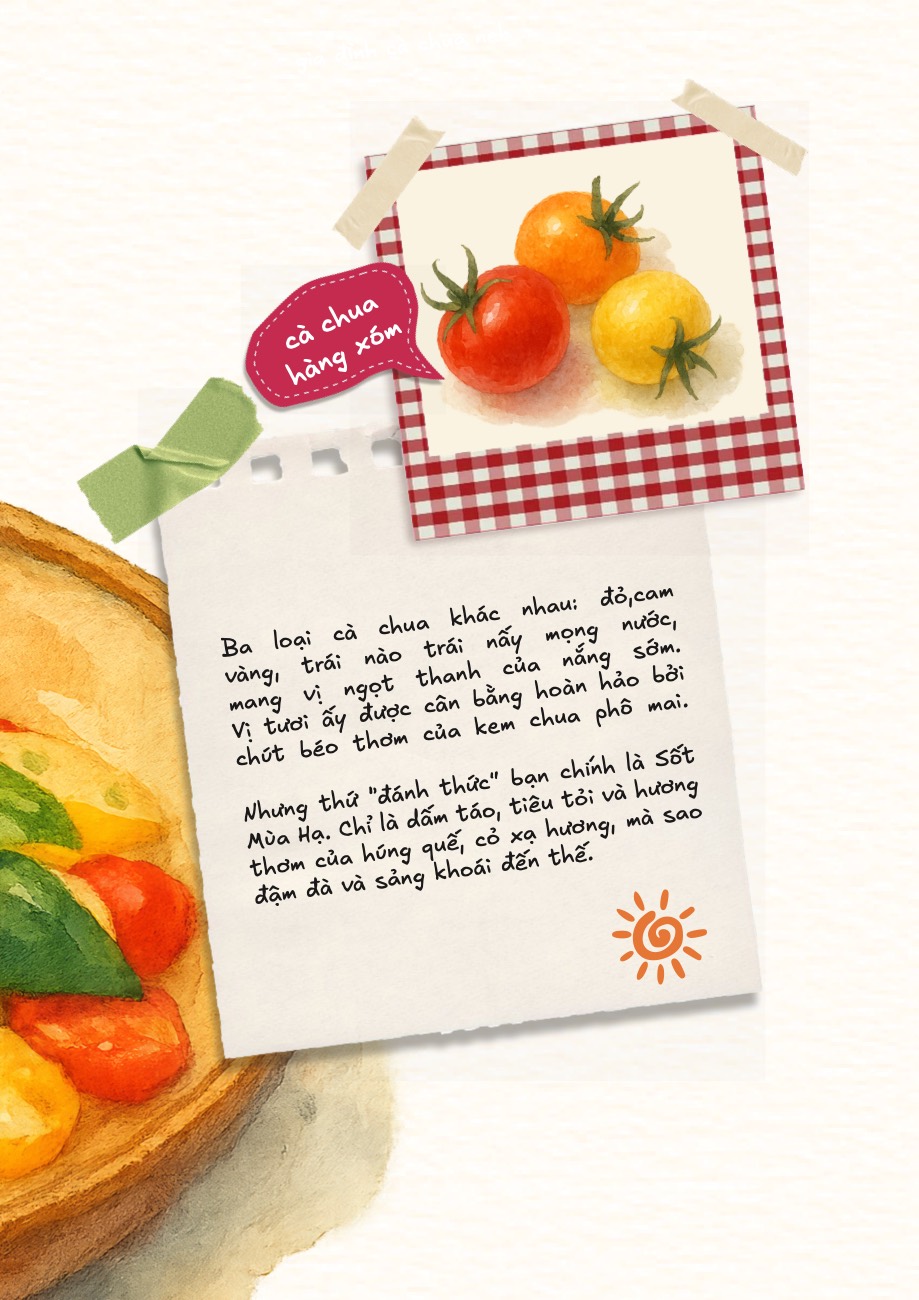 cà chua
hàng xóm
Ba loại cà chua khác nhau: đỏ,cam
vàng, trái nào trái nấy mọng nước,
mang vị ngọt thanh của nắng sớm.
Vị tươi ấy được cân bằng hoàn hảo bởi
chút béo thơm của kem chua phô mai.
Nhưng thứ "đánh thức" bạn chính là Sốt
Mùa Hạ. Chỉ là dấm táo, tiêu tỏi và hương
thơm của húng quế, cỏ xạ hương, mà sao
đậm đà và sảng khoái đến thế.